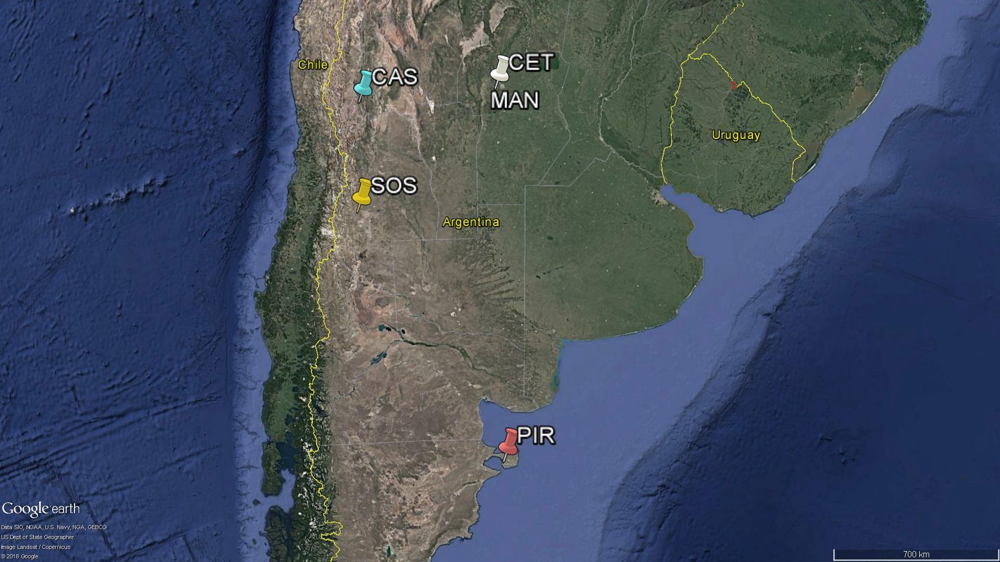 CET
Chile
CAS
MAN
Uruguay
SOS
Argentina
PIR
Google earth
Data SIO, NOAA, U.S. Navy, NGA, GEBCO
US Dept of State Geographer
Image Landsat / Copernicus
© 2018 Google
700 km